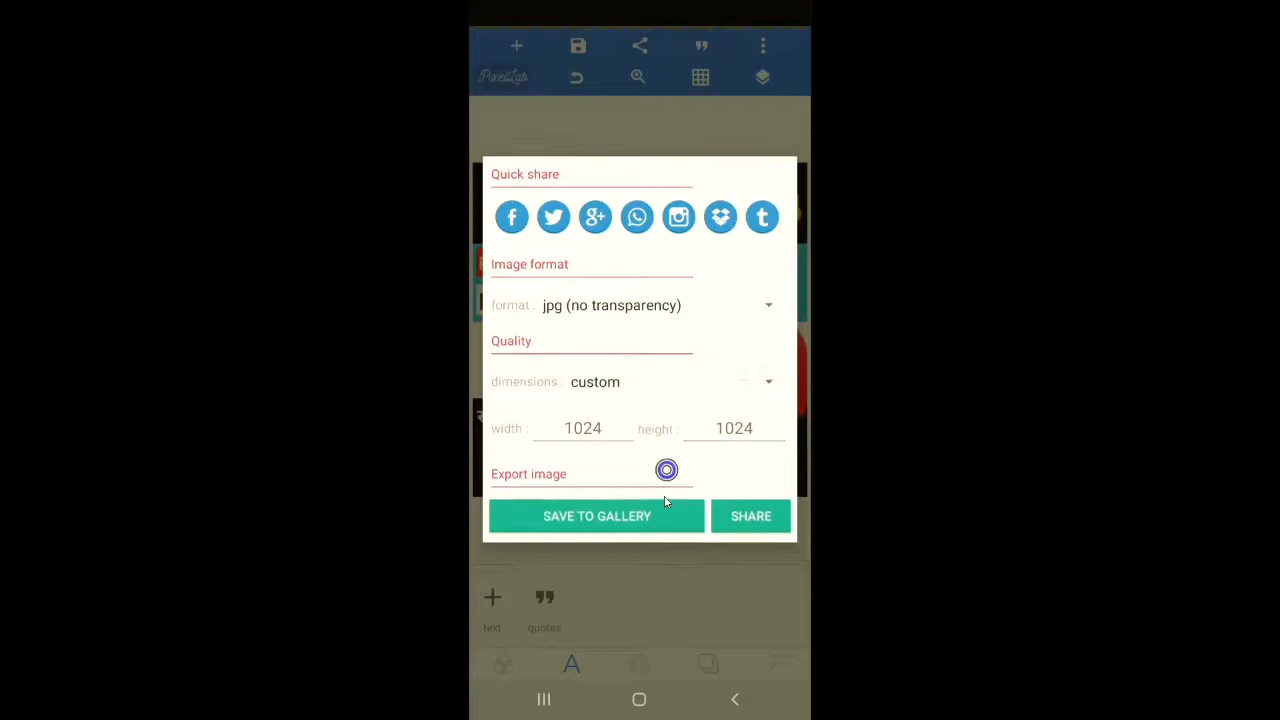 PixelLab
Quick share
Image format
format : jpg (no transparency)
Quality
dimensions : custom
width : 1024 height : 1024
Export image
SAVE TO GALLERY SHARE
text quotes